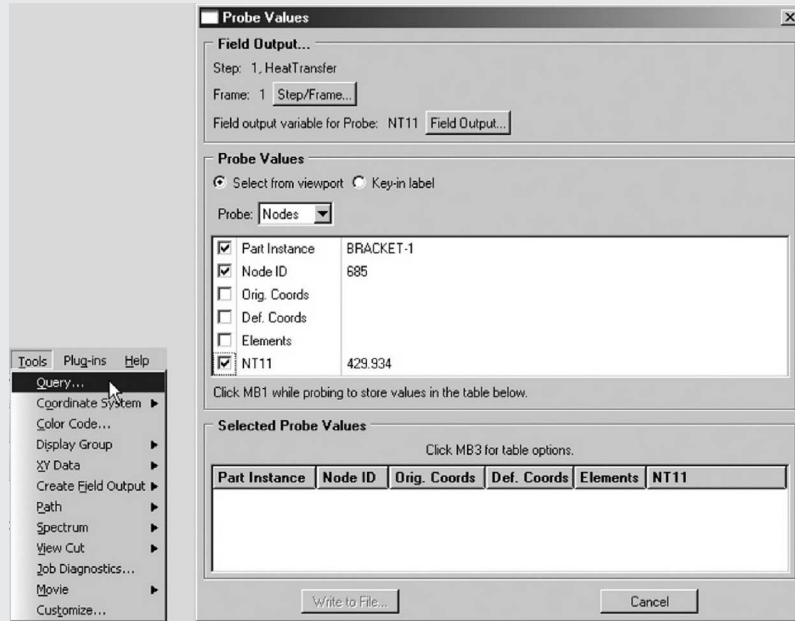 Probe Values
Field Output...
Step: 1, HeatTransfer
Frame: 1 Step/Frame...
Field output variable for Probe: NT11 Field Output...
Probe Values
Select from viewport Key-in label
Probe: Nodes
Part Instance BRACKET-1
Node ID 685
Orig. Coords
Def. Coords
Elements
NT11 429.934
Click MB1 while probing to store values in the table below.
Selected Probe Values
Click MB3 for table options.
Part Instance Node ID Orig. Coords Def. Coords Elements NT11
Write to File... Cancel
Tools Plug-ins Help
Query...
Coordinate System
Color Code...
Display Group
XY Data
Create Field Output
Path
Spectrum
View Cut
Job Diagnostics...
Movie
Customize...